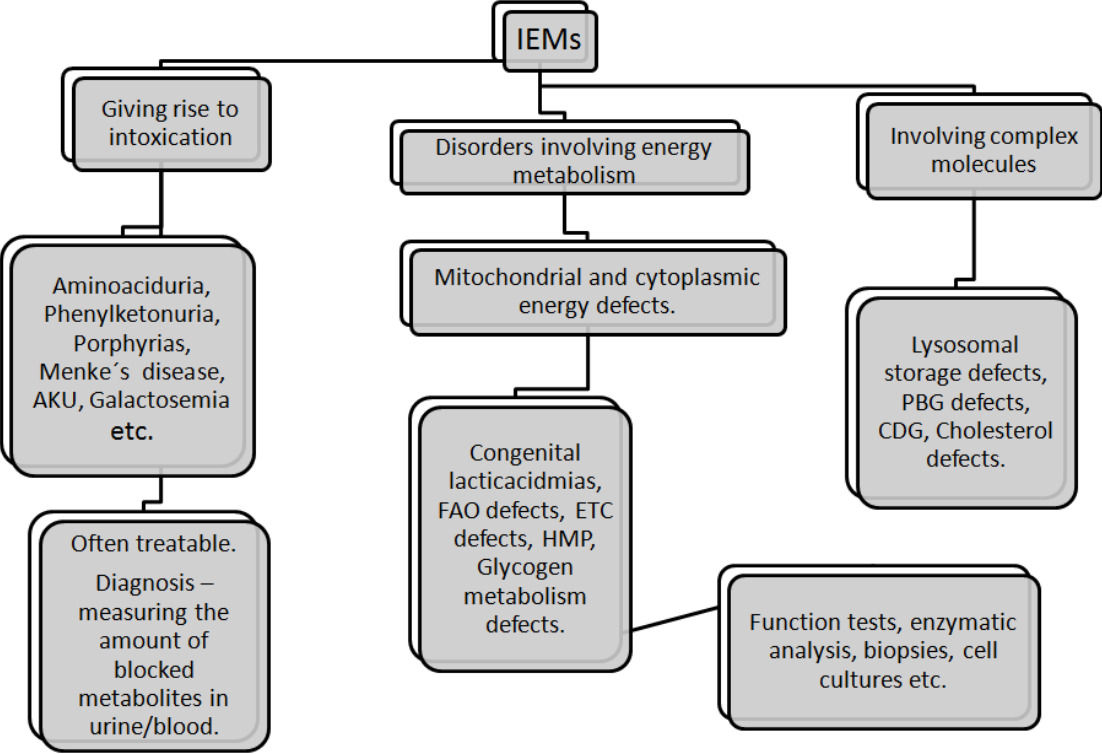 IEMs
Giving rise to
intoxication
Disorders involving energy
metabolism
Involving complex
molecules
Aminoaciduria,
Phenylketonuria,
Porphyrias,
Menke´s disease,
AKU, Galactosemia
etc.
Mitochondrial and cytoplasmic
energy defects.
Lysosomal
storage defects,
PBG defects,
CDG, Cholesterol
defects.
Congenital
lacticacidmias,
FAO defects, ETC
defects, HMP,
Glycogen
metabolism
defects.
Often treatable.
Diagnosis –
measuring the
amount of
blocked
metabolites in
urine/blood.
Function tests, enzymatic
analysis, biopsies, cell
cultures etc.